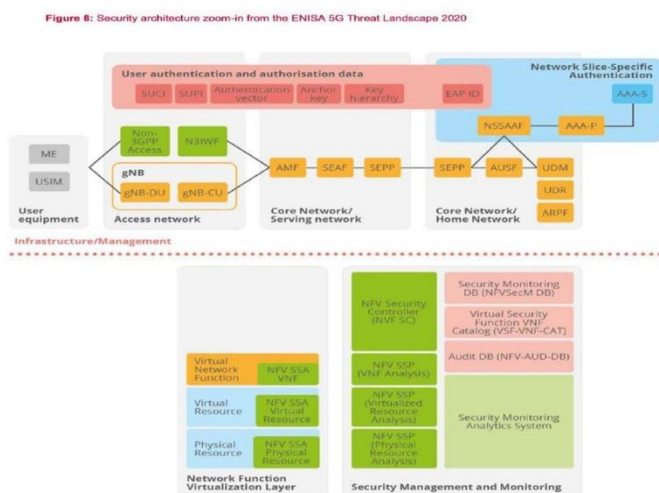 Figure 8: Security architecture zoom-in from the ENISA 5G Threat Landscape 2020
User authentication and authorisation data
SUCI
SUPI
Authentication
vector
Anchor
key
Key
hierarchy
EAP ID
Network Slice-Specific
Authentication
AAA-S
NSSAAF
AAA-P
ME
USIM
Non-
3GPP
Access
N3IWF
gNB
gNB-DU
gNB-CU
AMF
SEAF
SEPP
SEPP
AUSF
UDM
UDR
ARPF
User
equipment
Access network
Core Network/
Serving network
Core Network/
Home Network
Infrastructure/Management
Virtual
Network
Function
NFV SSA
VNF
Virtual
Resource
NFV SSA
Virtual
Resource
Physical
Resource
NFV SSA
Physical
Resource
Network Function
Virtualization Layer
NFV Security
Controller
(NVF SC)
NFV SSP
(VNF Analysis)
NFV SSP
(Virtualized
Resource
Analysis)
NFV SSP
(Physical
Resource
Analysis)
Security Monitoring
DB (NFVSecM DB)
Virtual Security
Function VNF
Catalog (VSF-VNF-CAT)
Audit DB (NFV-AUD-DB)
Security Monitoring
Analytics System
Security Management and Monitoring